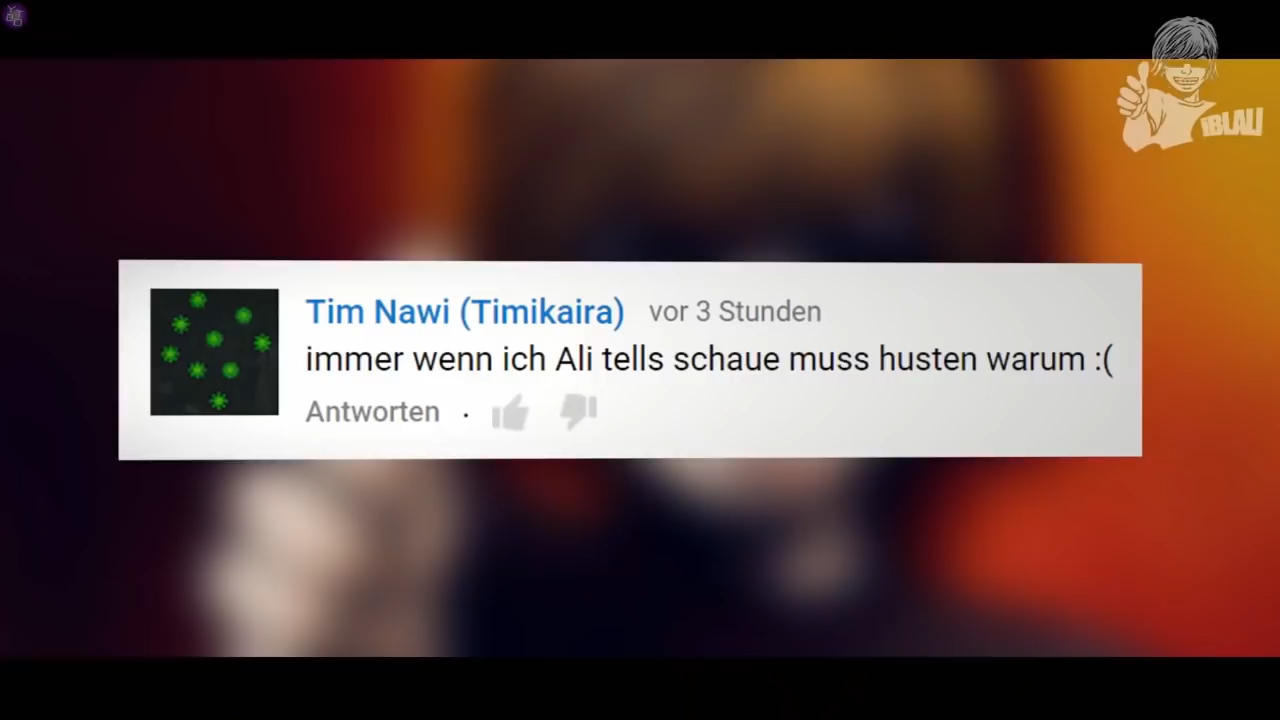 iBLALI
Tim Nawi (Timikaira) vor 3 Stunden
immer wenn ich Ali tells schaue muss husten warum :(
Antworten ·